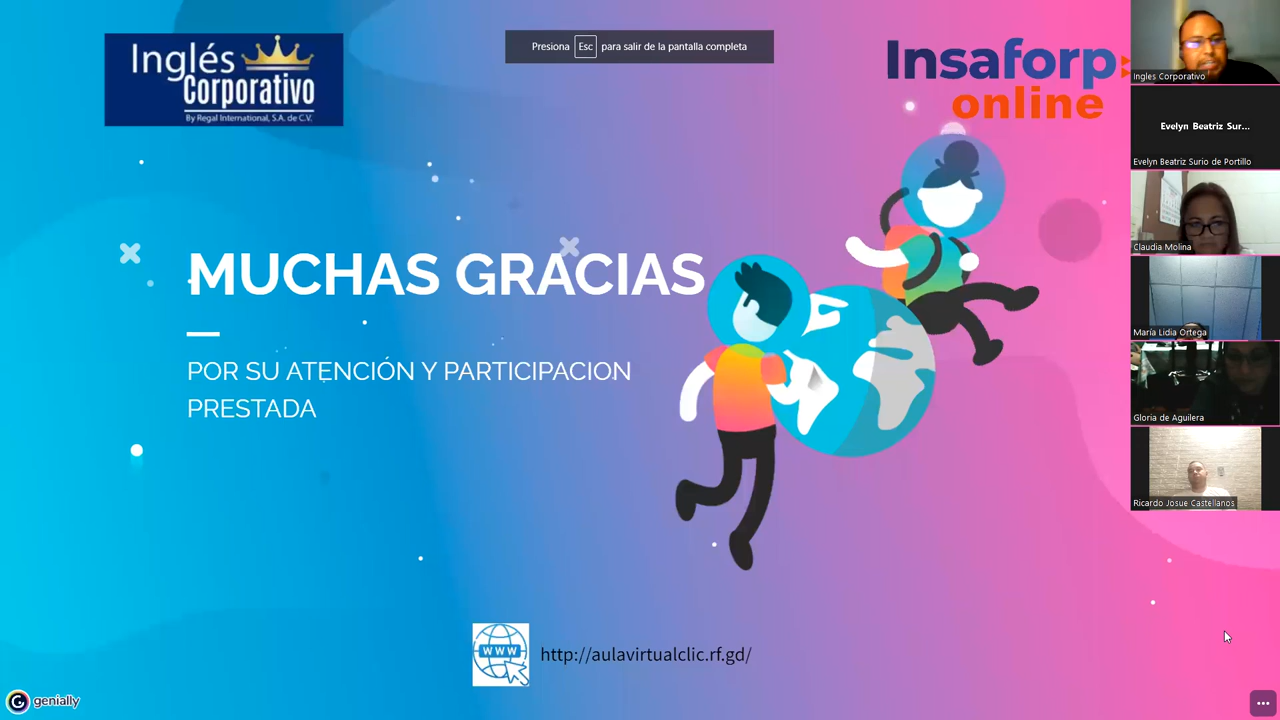 Inglés
Corporativo
By Regal International, S.A. de C.V.
Presiona Esc para salir de la pantalla completa
Insaforp
online
MUCHAS GRACIAS
POR SU ATENCIÓN Y PARTICIPACION
PRESTADA
WWW
http://aulavirtualclic.rf.gd/
genially
Ingles Corporativo
Evelyn Beatriz Sur...
Evelyn Beatriz Surio de Portillo
Claudia Molina
María Lidia Ortega
Gloria de Aguilera
Ricardo Josue Castellanos